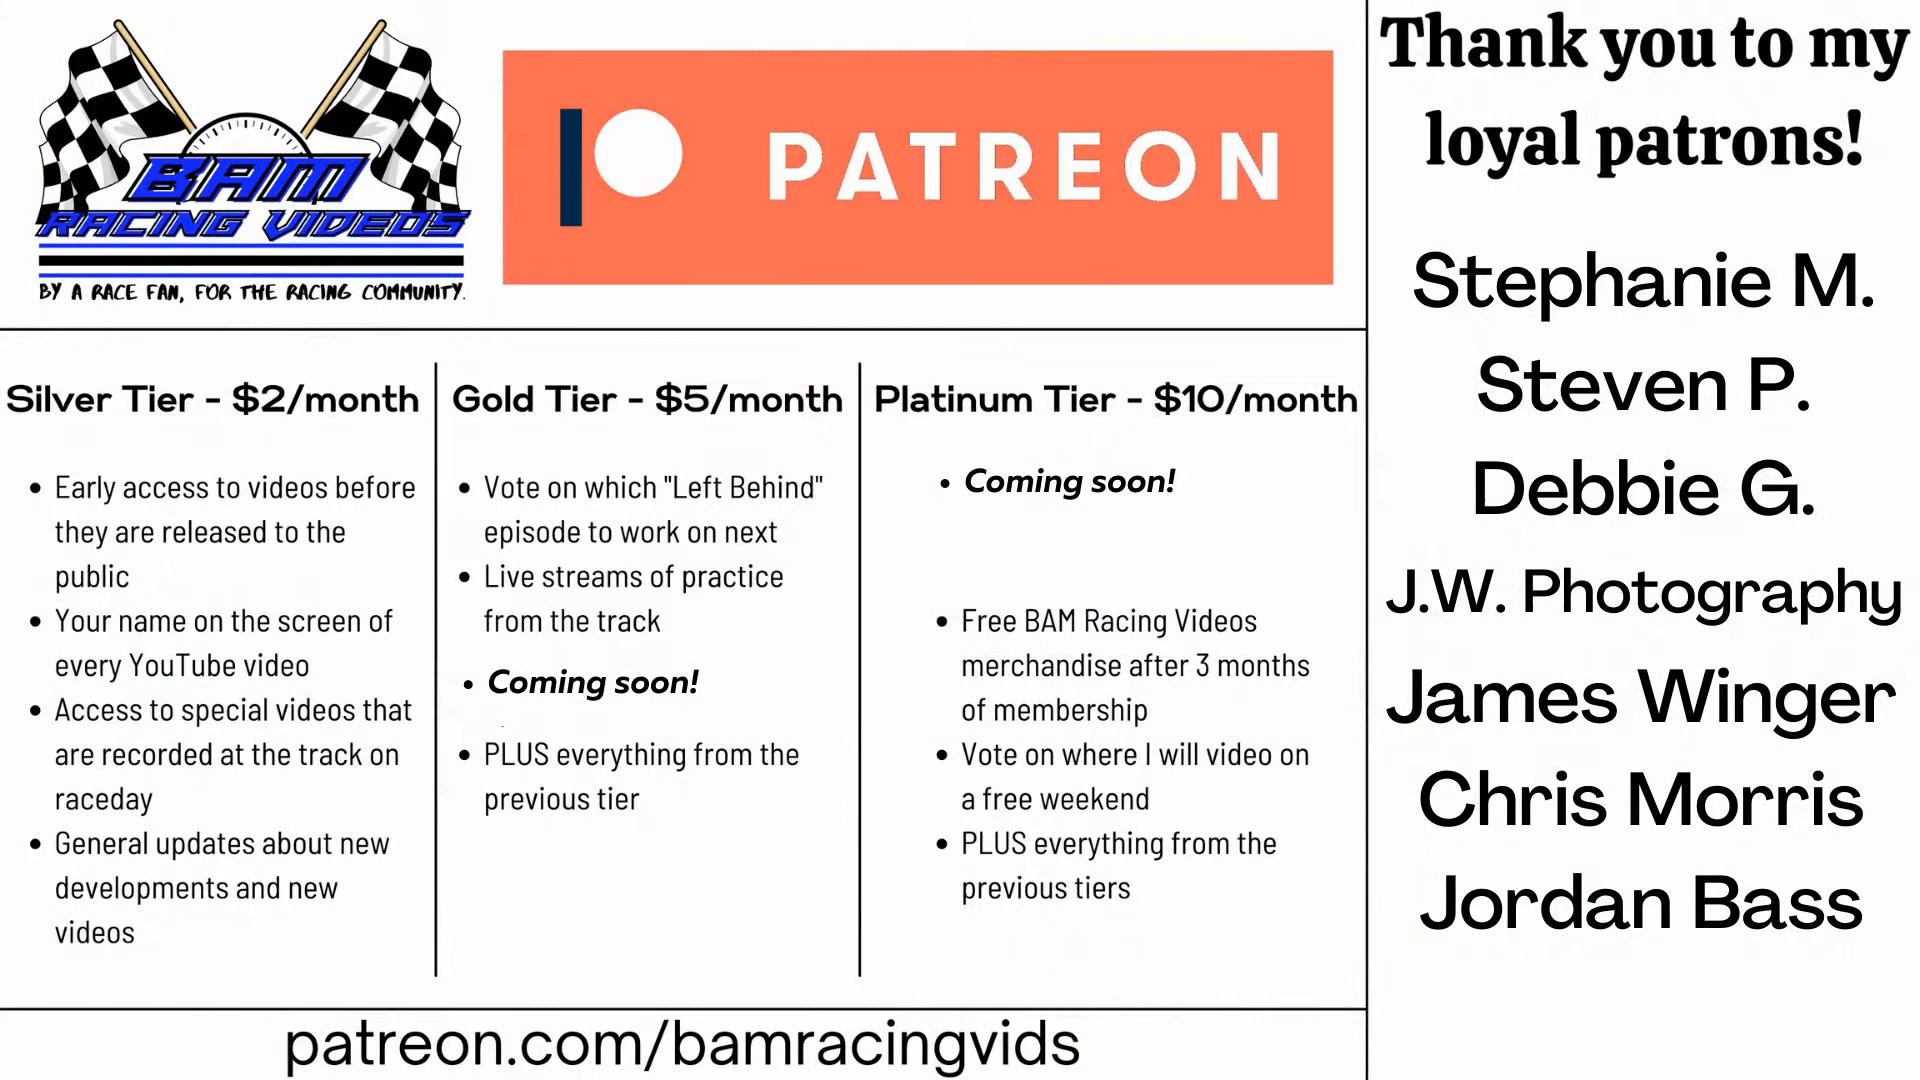 BAM
RACING VIDEOS
BY A RACE FAN, FOR THE RACING COMMUNITY.
PATREON
Silver Tier - $2/month
• Early access to videos before
they are released to the
public
• Your name on the screen of
every YouTube video
• Access to special videos that
are recorded at the track on
raceday
• General updates about new
developments and new
videos
Gold Tier - $5/month
• Vote on which "Left Behind"
episode to work on next
• Live streams of practice
from the track
• Coming soon!
• PLUS everything from the
previous tier
Platinum Tier - $10/month
• Coming soon!
• Free BAM Racing Videos
merchandise after 3 months
of membership
• Vote on where I will video on
a free weekend
• PLUS everything from the
previous tiers
patreon.com/bamracingvids
Thank you to my
loyal patrons!
Stephanie M.
Steven P.
Debbie G.
J.W. Photography
James Winger
Chris Morris
Jordan Bass